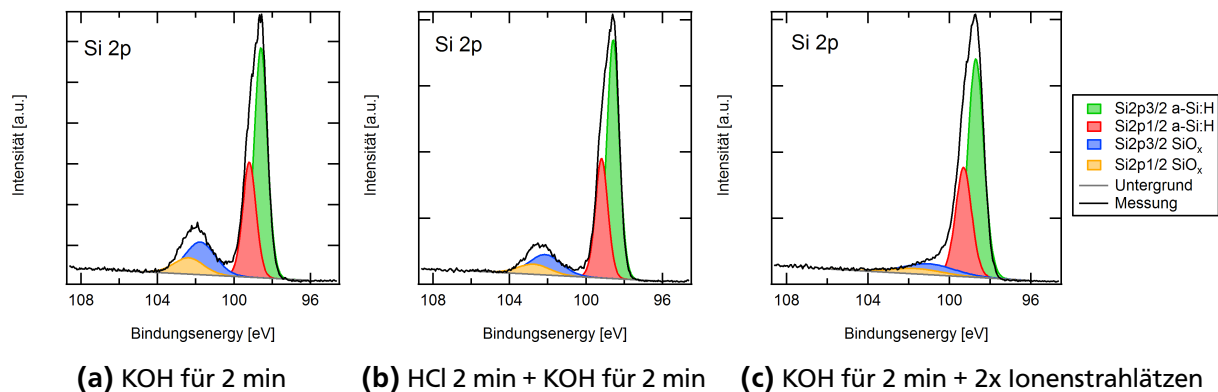 Si 2p
Intensität [a.u.]
108
104
100
96
Bindungsenergy [eV]
(a) KOH für 2 min
Si 2p
Intensität [a.u.]
108
104
100
96
Bindungsenergy [eV]
(b) HCl 2 min + KOH für 2 min
Si 2p
Intensität [a.u.]
108
104
100
96
Bindungsenergy [eV]
(c) KOH für 2 min + 2x Ionenstrahlätzen
Si2p3/2 a-Si:H
Si2p1/2 a-Si:H
Si2p3/2 SiOₓ
Si2p1/2 SiOₓ
Untergrund
Messung